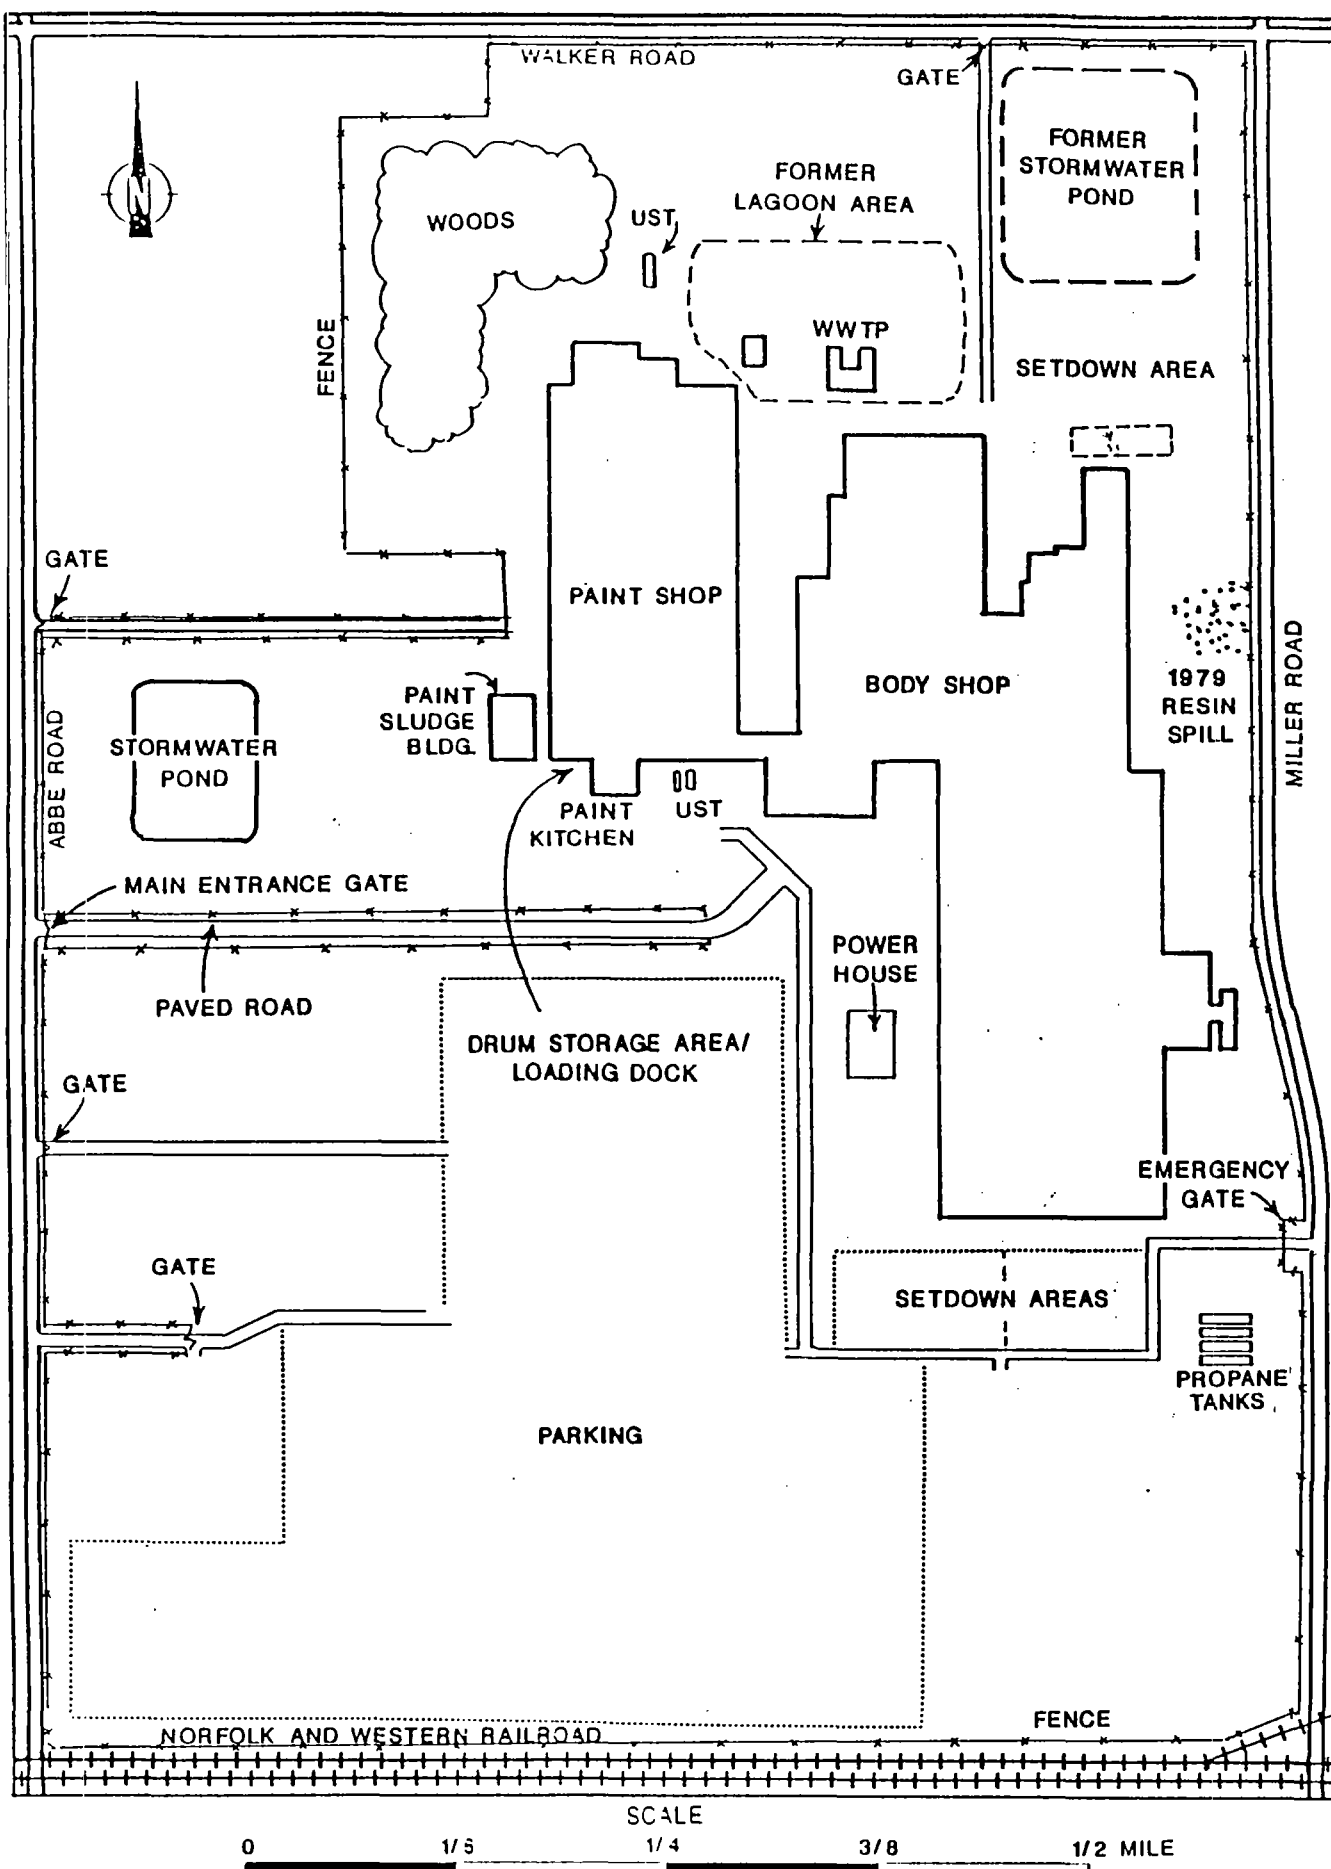 WALKER ROAD
GATE
FORMER
STORMWATER
POND
FORMER
LAGOON AREA
WOODS
UST
N
WWTP
FENCE
SETDOWN AREA
GATE
PAINT SHOP
MILLER ROAD
BODY SHOP
1979
RESIN
SPILL
PAINT
SLUDGE
BLDG.
ABBE ROAD
STORMWATER
POND
PAINT
KITCHEN
UST
MAIN ENTRANCE GATE
POWER
HOUSE
PAVED ROAD
DRUM STORAGE AREA/
LOADING DOCK
GATE
EMERGENCY
GATE
GATE
SETDOWN AREAS
PROPANE
TANKS
PARKING
FENCE
NORFOLK AND WESTERN RAILROAD
SCALE
0 1/8 1/4 3/8 1/2 MILE